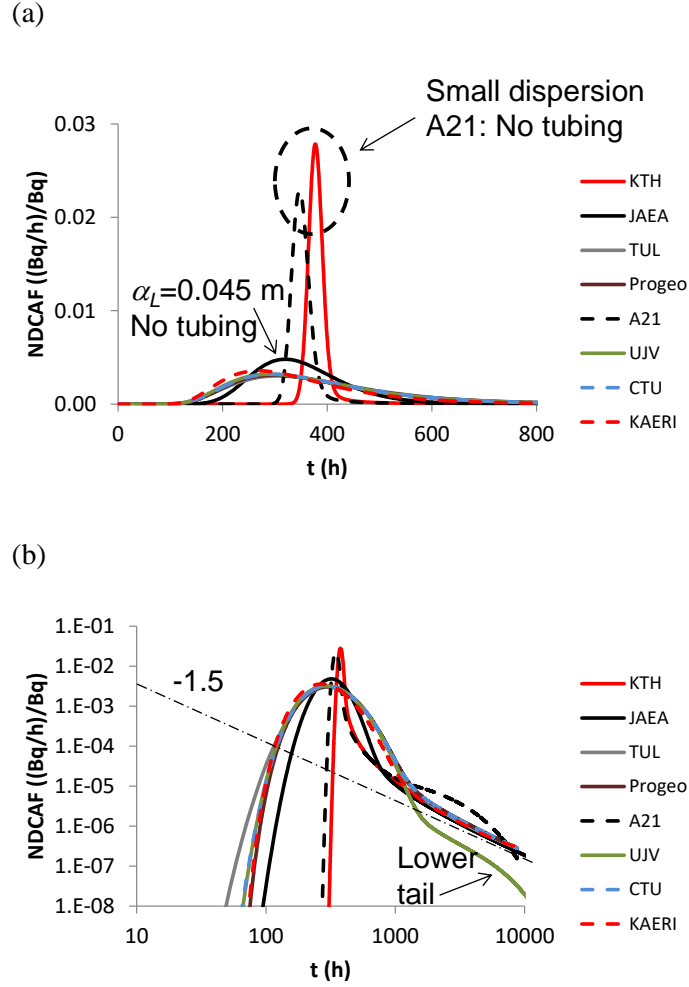 (a)
Small dispersion
A21: No tubing
0.03
0.02
0.01
0.00
NDCAF ((Bq/h)/Bq)
αL=0.045 m
No tubing
0 200 400 600 800
t (h)
KTH
JAEA
TUL
Progeo
A21
UJV
CTU
KAERI
(b)
1.E-01
1.E-02
1.E-03
1.E-04
1.E-05
1.E-06
1.E-07
1.E-08
NDCAF ((Bq/h)/Bq)
-1.5
Lower
tail
10 100 1000 10000
t (h)
KTH
JAEA
TUL
Progeo
A21
UJV
CTU
KAERI